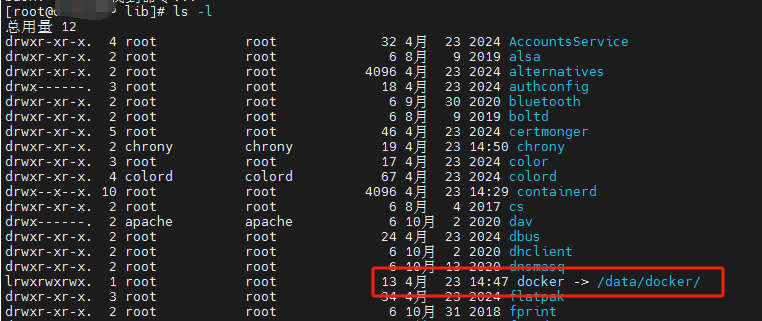 [root@ lib]# ls -l
总用量 12
drwxr-xr-x. 4 root root 32 4月 23 2024 AccountsService
drwxr-xr-x. 2 root root 6 8月 9 2019 alsa
drwxr-xr-x. 2 root root 4096 4月 23 2024 alternatives
drwx------. 3 root root 18 4月 23 2024 authconfig
drwxr-xr-x. 2 root root 6 9月 30 2020 bluetooth
drwxr-xr-x. 2 root root 6 8月 9 2019 boltd
drwxr-xr-x. 5 root root 46 4月 23 2024 certmonger
drwxr-xr-x. 2 chrony chrony 19 4月 23 14:50 chrony
drwxr-xr-x. 3 root root 17 4月 23 2024 color
drwxr-xr-x. 4 colord colord 67 4月 23 2024 colord
drwx--x--x. 10 root root 4096 4月 23 14:29 containerd
drwxr-xr-x. 2 root root 6 8月 4 2017 cs
drwx------. 2 apache apache 6 10月 2 2020 dav
drwxr-xr-x. 2 root root 24 4月 23 2024 dbus
drwxr-xr-x. 2 root root 6 10月 2 2020 dhclient
drwxr-xr-x. 2 root root 6 10月 13 2020 dnsmasq
lrwxrwxrwx. 1 root root 13 4月 23 14:47 docker -> /data/docker/
drwxr-xr-x. 3 root root 34 4月 23 2024 flatpak
drwxr-xr-x. 2 root root 6 10月 31 2018 fprint